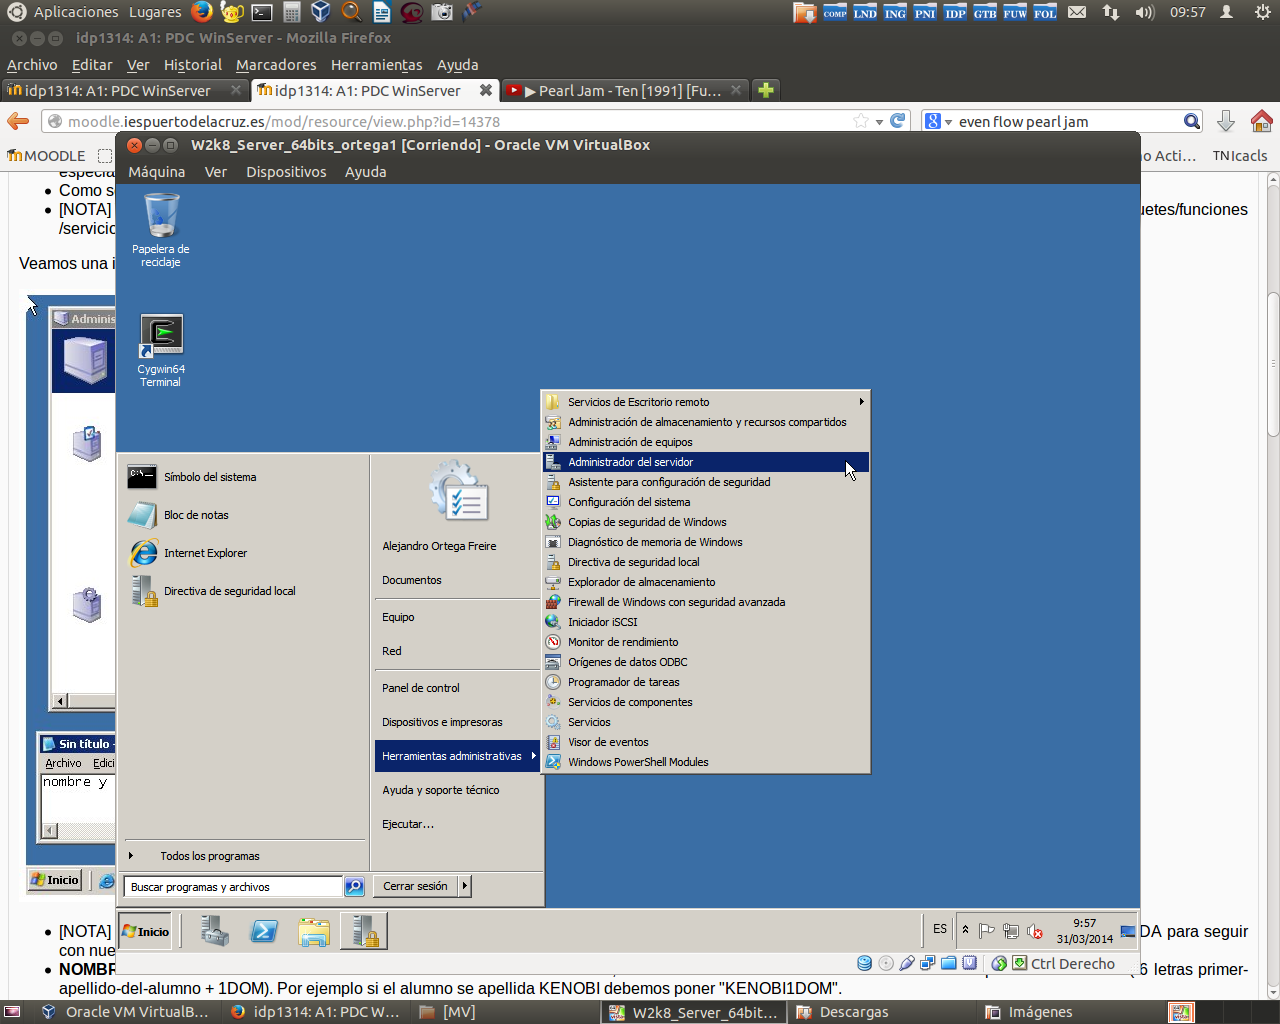 Aplicaciones Lugares
COMP LND ING PNI IDP GTB FUW FOL
09:57
idp1314: A1: PDC WinServer - Mozilla Firefox
Archivo Editar Ver Historial Marcadores Herramientas Ayuda
idp1314: A1: PDC WinServer
idp1314: A1: PDC WinServer
▶ Pearl Jam - Ten [1991] [Fu...
moodle.iespuertodelacruz.es/mod/resource/view.php?id=14378
even flow pearl jam
MOODLE
o Acti...
TN Icacls
especia
• Como s
• [NOTA]
uetes/funciones
/servicio
Veamos una i
Adminis
Sin título -
Archivo Edici
nombre y
Inicio
W2k8_Server_64bits_ortega1 [Corriendo] - Oracle VM VirtualBox
Máquina Ver Dispositivos Ayuda
Papelera de
reciclaje
Cygwin64
Terminal
Símbolo del sistema
Bloc de notas
Internet Explorer
Directiva de seguridad local
Todos los programas
Buscar programas y archivos
Alejandro Ortega Freire
Documentos
Equipo
Red
Panel de control
Dispositivos e impresoras
Herramientas administrativas
Ayuda y soporte técnico
Ejecutar...
Cerrar sesión
Servicios de Escritorio remoto
Administración de almacenamiento y recursos compartidos
Administración de equipos
Administrador del servidor
Asistente para configuración de seguridad
Configuración del sistema
Copias de seguridad de Windows
Diagnóstico de memoria de Windows
Directiva de seguridad local
Explorador de almacenamiento
Firewall de Windows con seguridad avanzada
Iniciador iSCSI
Monitor de rendimiento
Orígenes de datos ODBC
Programador de tareas
Servicios de componentes
Servicios
Visor de eventos
Windows PowerShell Modules
Inicio
ES
9:57
31/03/2014
Ctrl Derecho
• [NOTA]
DA para seguir
con nue
• NOMBR
(6 letras primer-
apellido-del-alumno + 1DOM). Por ejemplo si el alumno se apellida KENOBI debemos poner "KENOBI1DOM".
Oracle VM VirtualB...
idp1314: A1: PDC W...
[MV]
W2k8_Server_64bit...
Descargas
Imágenes